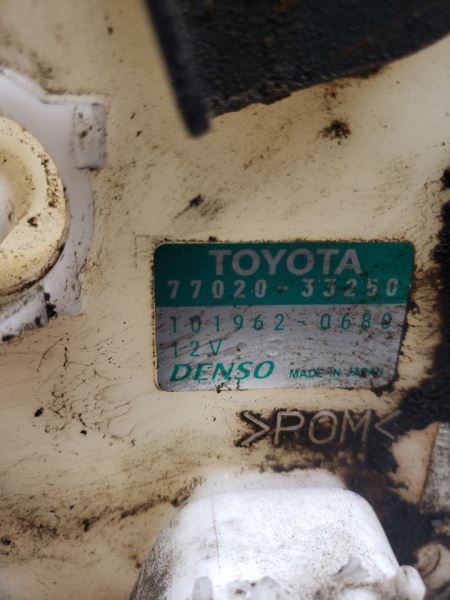 TOYOTA
77020-33250
101962-0680
12V
DENSO MADE IN JAPAN
>POM<